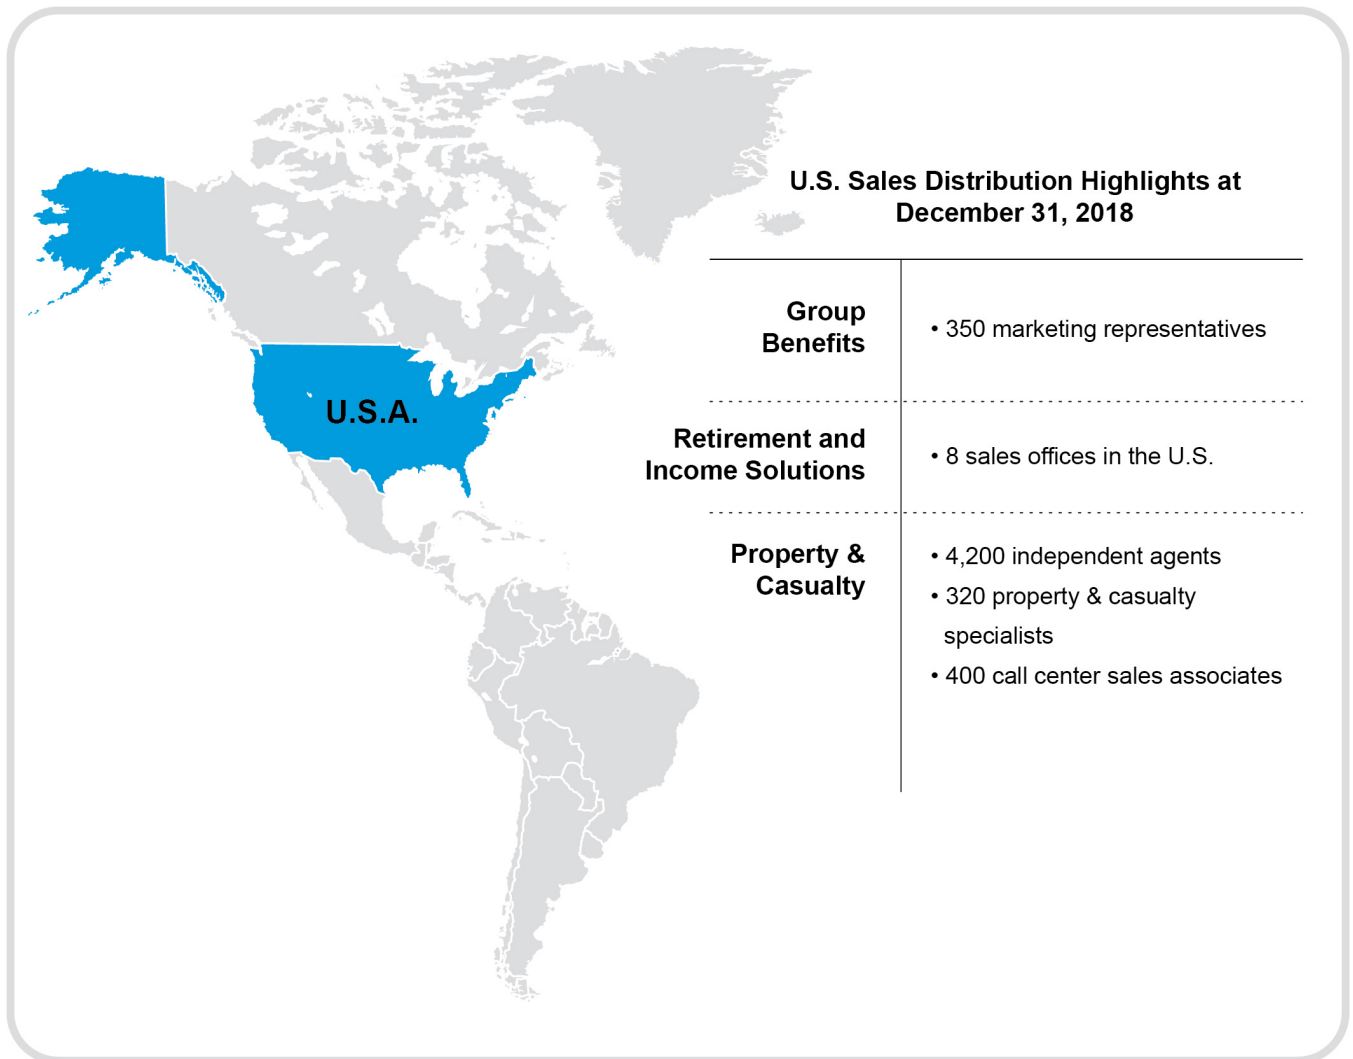 U.S. Sales Distribution Highlights at
December 31, 2018
Group
Benefits
• 350 marketing representatives
U.S.A.
Retirement and
Income Solutions
• 8 sales offices in the U.S.
Property &
Casualty
• 4,200 independent agents
• 320 property & casualty
specialists
• 400 call center sales associates